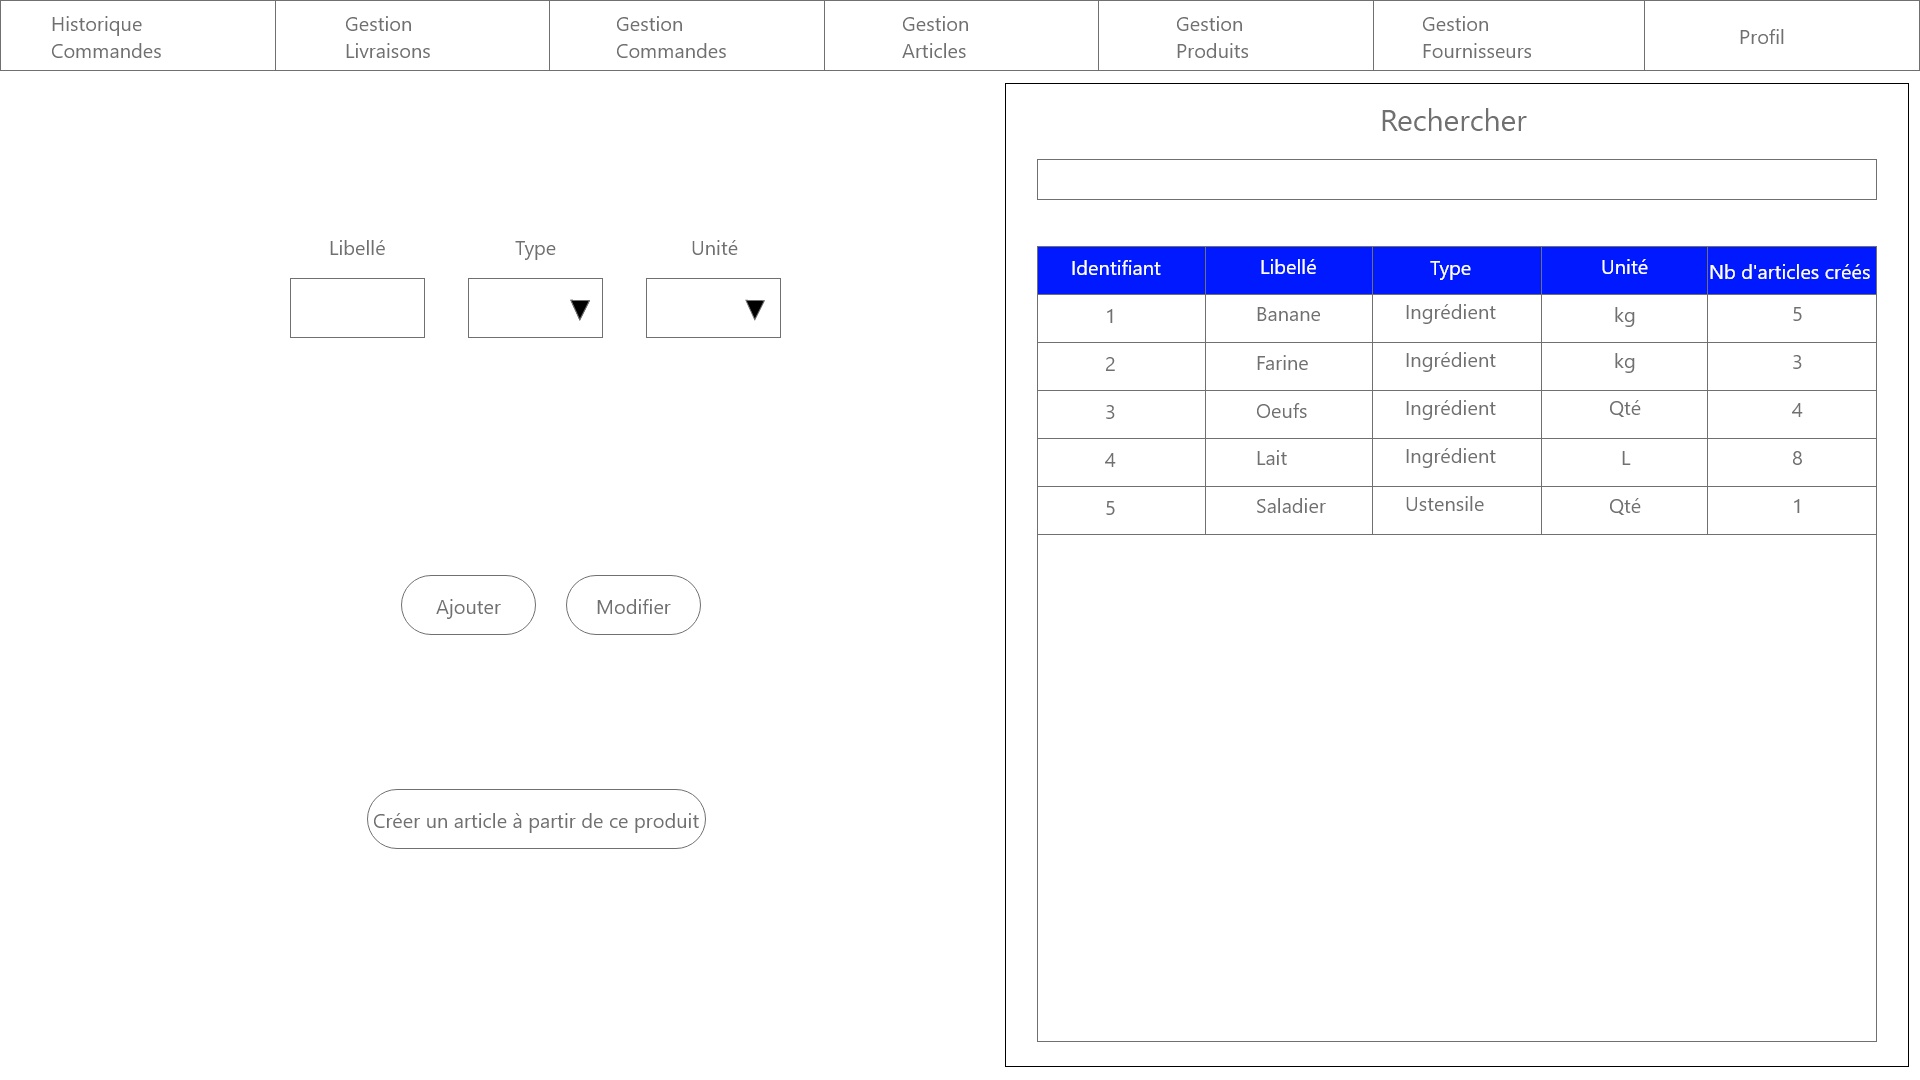 Historique
Commandes
Gestion
Livraisons
Gestion
Commandes
Gestion
Articles
Gestion
Produits
Gestion
Fournisseurs
Profil
Libellé Type Unité
Ajouter Modifier
Créer un article à partir de ce produit
Rechercher
Identifiant Libellé Type Unité Nb d'articles créés
1 Banane Ingrédient kg 5
2 Farine Ingrédient kg 3
3 Oeufs Ingrédient Qté 4
4 Lait Ingrédient L 8
5 Saladier Ustensile Qté 1